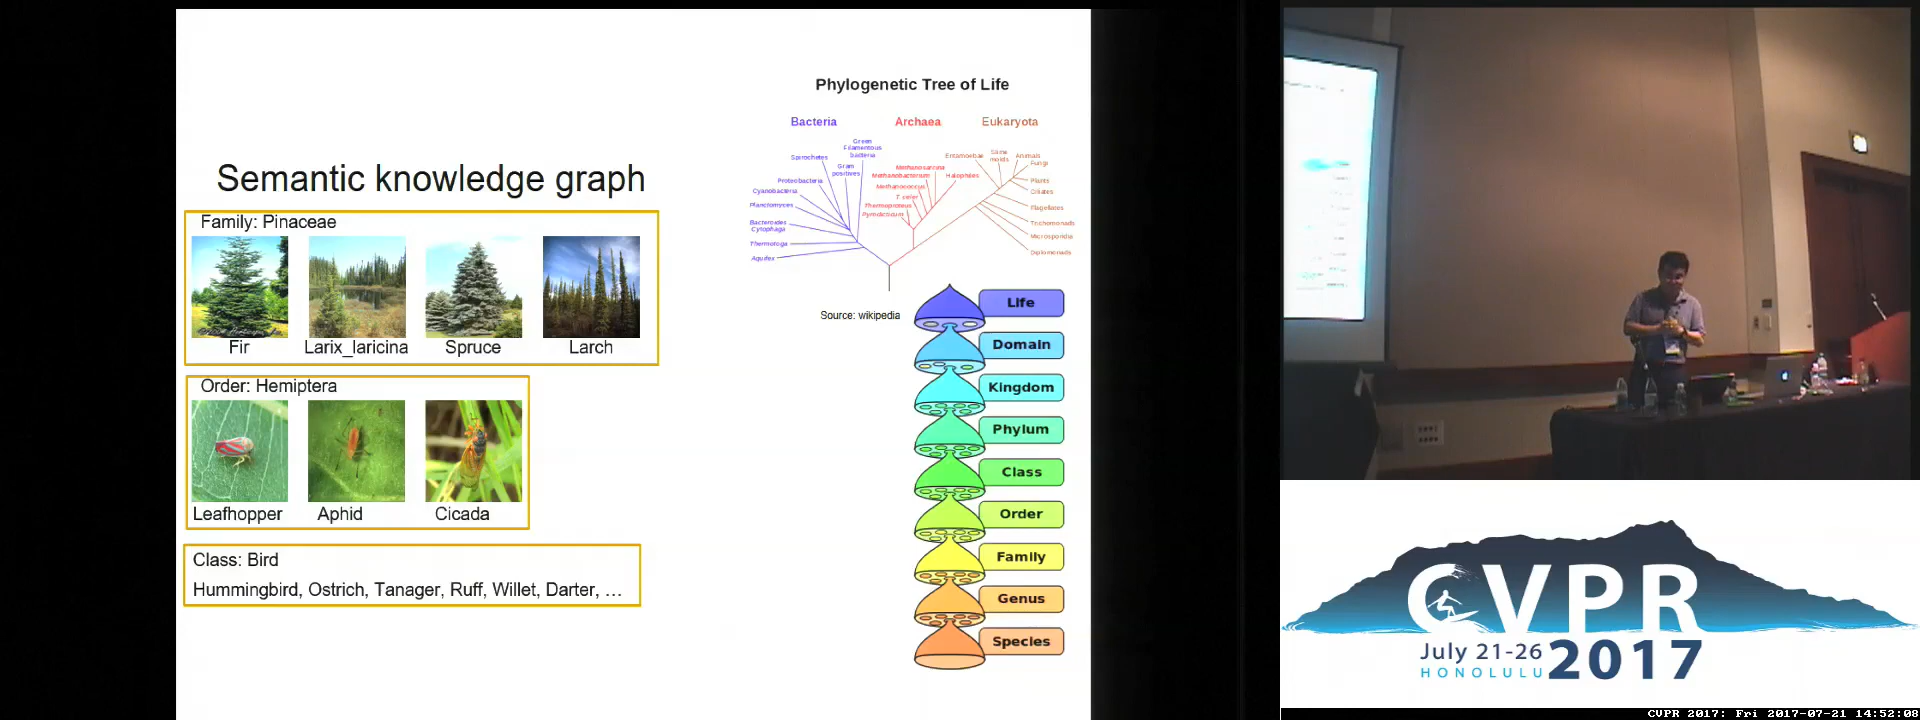 Semantic knowledge graph
Family: Pinaceae
Fir
Larix_laricina
Spruce
Larch
Order: Hemiptera
Leafhopper
Aphid
Cicada
Class: Bird
Hummingbird, Ostrich, Tanager, Ruff, Willet, Darter, ...
Phylogenetic Tree of Life
Bacteria
Archaea
Eukaryota
Green
Filamentous
bacteria
Spirochetes
Gram
positives
Proteobacteria
Cyanobacteria
Planctomyces
Bacteroides
Cytophaga
Thermotoga
Aquifex
Methanosarcina
Methanobacterium
Halophiles
Methanococcus
T. celer
Thermoproteus
Pyrodicticum
Entamoebae
Slime
molds
Animals
Fungi
Plants
Ciliates
Flagellates
Trichomonads
Microsporidia
Diplomonads
Source: wikipedia
Life
Domain
Kingdom
Phylum
Class
Order
Family
Genus
Species
CVPR
July 21-26
HONOLULU
2017
CVPR 2017: Fri 2017-07-21 14:52:08